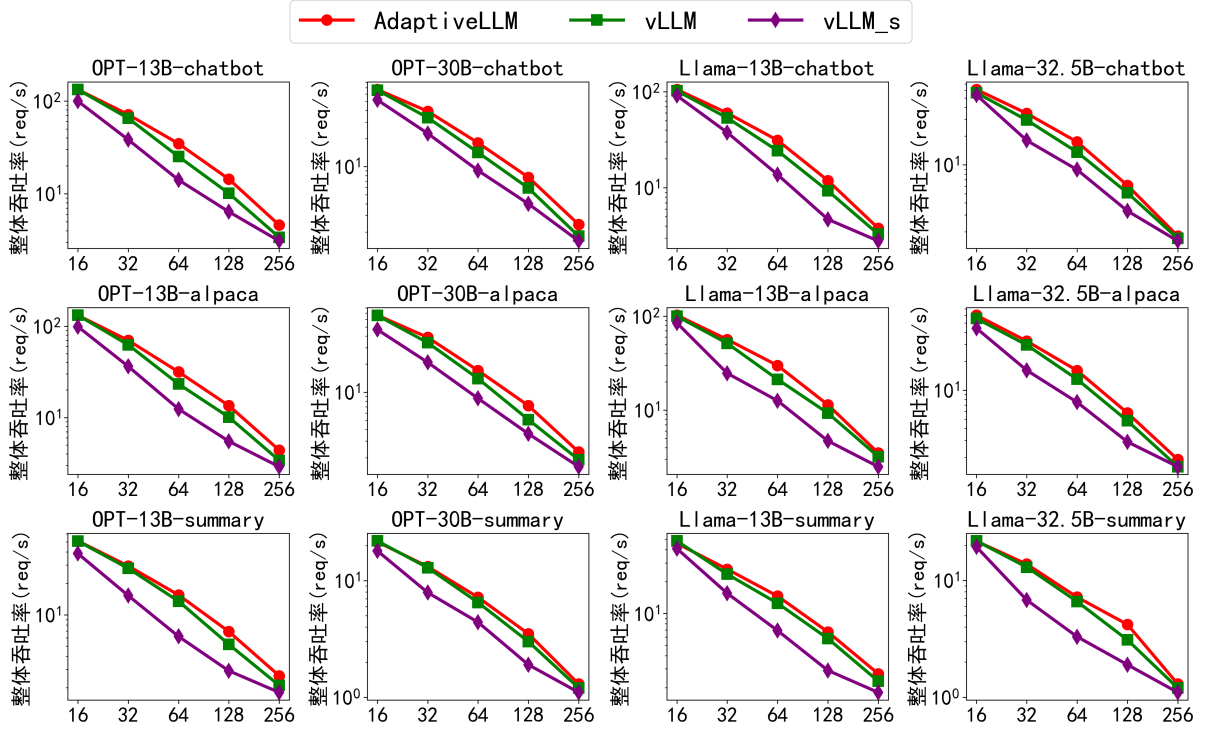 AdaptiveLLM vLLM vLLM_s
OPT-13B-chatbot OPT-30B-chatbot Llama-13B-chatbot Llama-32.5B-chatbot
整体吞吐率(req/s) 整体吞吐率(req/s) 整体吞吐率(req/s) 整体吞吐率(req/s)
10² 10¹ 10² 10¹
10¹ 10¹
16 32 64 128 256 16 32 64 128 256 16 32 64 128 256 16 32 64 128 256
OPT-13B-alpaca OPT-30B-alpaca Llama-13B-alpaca Llama-32.5B-alpaca
整体吞吐率(req/s) 整体吞吐率(req/s) 整体吞吐率(req/s) 整体吞吐率(req/s)
10² 10¹ 10² 10¹
10¹ 10¹
16 32 64 128 256 16 32 64 128 256 16 32 64 128 256 16 32 64 128 256
OPT-13B-summary OPT-30B-summary Llama-13B-summary Llama-32.5B-summary
整体吞吐率(req/s) 整体吞吐率(req/s) 整体吞吐率(req/s) 整体吞吐率(req/s)
10¹ 10¹ 10¹ 10¹
10⁰ 10⁰
16 32 64 128 256 16 32 64 128 256 16 32 64 128 256 16 32 64 128 256